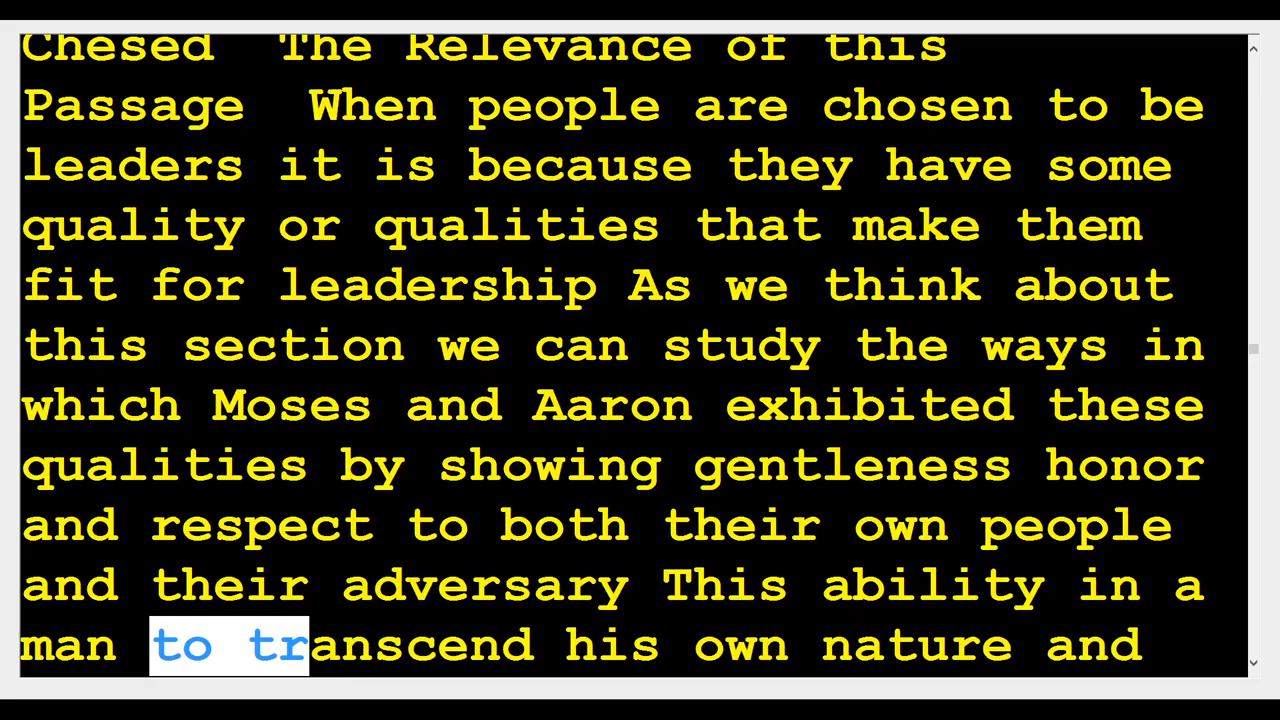 Chesed  The Relevance of this
Passage  When people are chosen to be
leaders it is because they have some
quality or qualities that make them
fit for leadership As we think about
this section we can study the ways in
which Moses and Aaron exhibited these
qualities by showing gentleness honor
and respect to both their own people
and their adversary This ability in a
man to transcend his own nature and